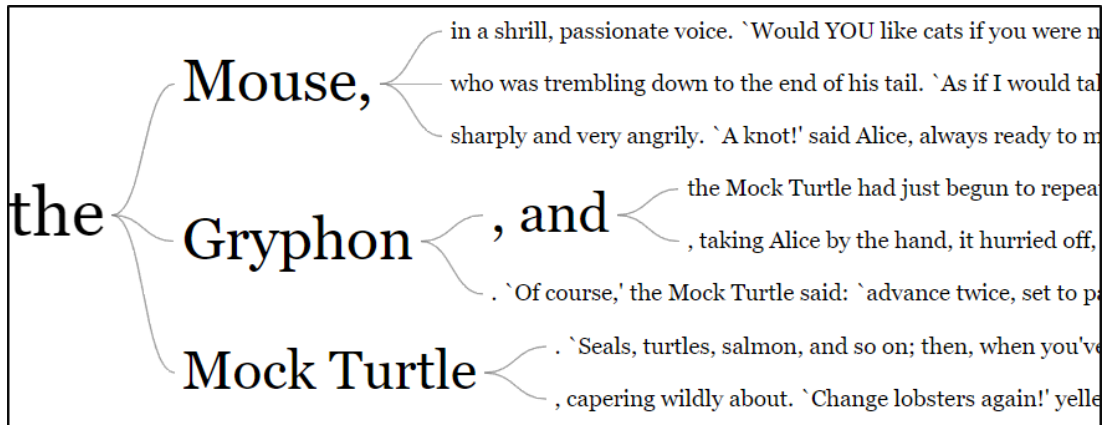 in a shrill, passionate voice. `Would YOU like cats if you were
Mouse,
who was trembling down to the end of his tail. `As if I would
sharply and very angrily. `A knot!' said Alice, always ready to
the
the Mock Turtle had just begun to
, and
Gryphon
, taking Alice by the hand, it hurried off,
. `Of course,' the Mock Turtle said: `advance twice, set to
. `Seals, turtles, salmon, and so on; then, when you've
Mock Turtle
, capering wildly about. `Change lobsters again!'